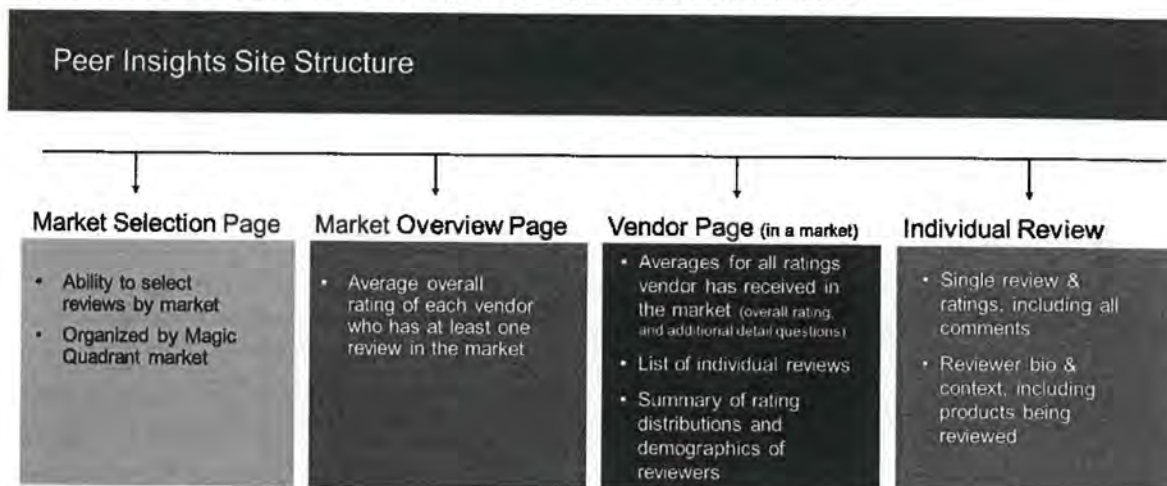 Peer Insights Site Structure
Market Selection Page
• Ability to select
reviews by market
• Organized by Magic
Quadrant market
Market Overview Page
• Average overall
rating of each vendor
who has at least one
review in the market
Vendor Page (in a market)
• Averages for all ratings
vendor has received in
the market (overall rating,
and additional detail questions)
• List of individual reviews
• Summary of rating
distributions and
demographics of
reviewers
Individual Review
• Single review &
ratings, including all
comments
• Reviewer bio &
context, including
products being
reviewed